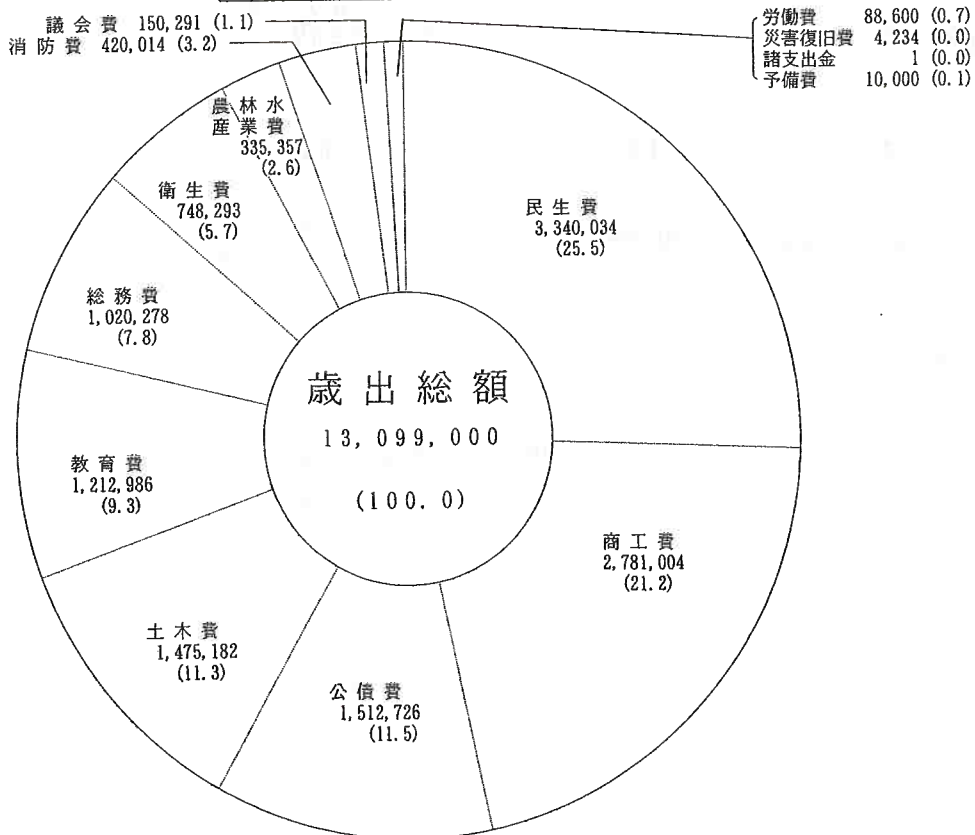 議会費 150,291 (1.1)
消防費 420,014 (3.2)
労働費 88,600 (0.7)
災害復旧費 4,234 (0.0)
諸支出金 1 (0.0)
予備費 10,000 (0.1)
農林水
産業費
335,357
(2.6)
衛生費
748,293
(5.7)
総務費
1,020,278
(7.8)
教育費
1,212,986
(9.3)
土木費
1,475,182
(11.3)
公債費
1,512,726
(11.5)
商工費
2,781,004
(21.2)
民生費
3,340,034
(25.5)
歳出総額
13,099,000
(100.0)